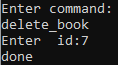 Enter command:
delete_book
Enter  id:7
done